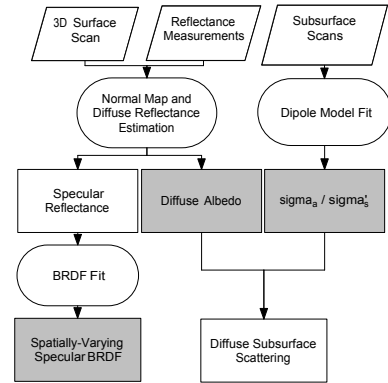 3D Surface
Scan
Reflectance
Measurements
Subsurface
Scans
Normal Map and
Diffuse Reflectance
Estimation
Dipole Model Fit
Specular
Reflectance
Diffuse Albedo
sigmaₐ / sigma'ₛ
BRDF Fit
Spatially-Varying
Specular BRDF
Diffuse Subsurface
Scattering